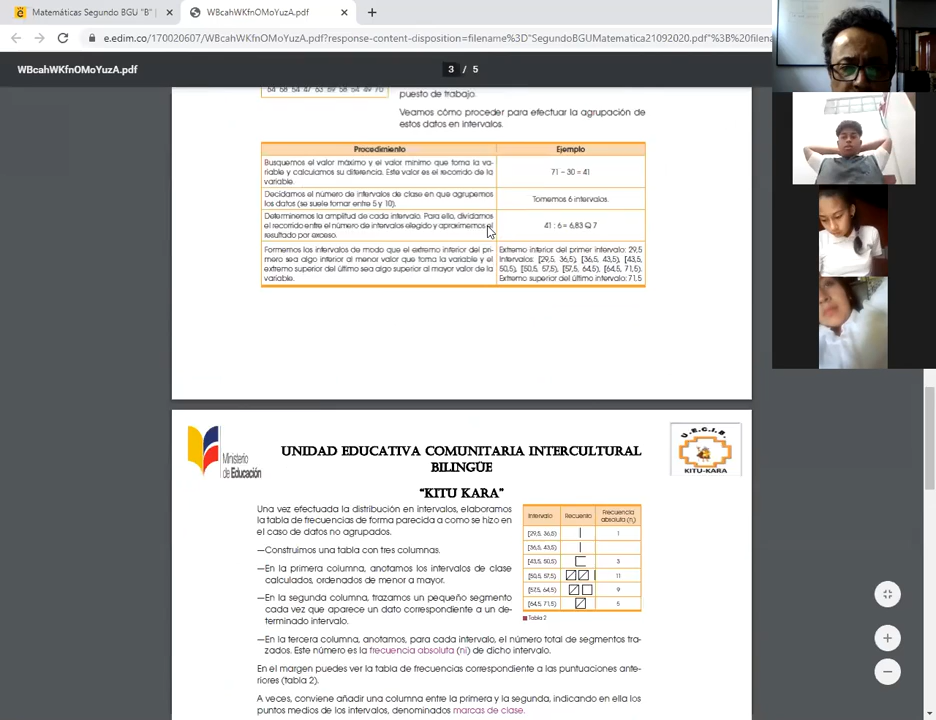 Matemáticas Segundo BGU "B"
WBcahWKfnOMoYuzA.pdf
e.edim.co/170020607/WBcahWKfnOMoYuzA.pdf?response-content-disposition=filename%3D"SegundoBGUMatematica21092020.pdf"%3B%20filena
WBcahWKfnOMoYuzA.pdf
3 / 5
54 68 54 47 63 59 58 54 49 70
puesto de trabajo.
Veamos cómo proceder para efectuar la agrupación de
estos datos en intervalos.
Procedimiento
Ejemplo
Busquemos el valor máximo y el valor mínimo que toma la va-
riable y calculamos su diferencia. Este valor es el recorrido de la
variable.
71 − 30 = 41
Decidamos el número de intervalos de clase en que agrupemos
los datos (se suele tomar entre 5 y 10).
Tomemos 6 intervalos.
Determinemos la amplitud de cada intervalo. Para ello, dividamos
el recorrido entre el número de intervalos elegido y aproximemos el
resultado por exceso.
41 : 6 = 6,83 Q 7
Formemos los intervalos de modo que el extremo inferior del pri-
mero sea algo inferior al menor valor que toma la variable y el
extremo superior del último sea algo superior al mayor valor de la
variable.
Extremo inferior del primer intervalo: 29,5
Intervalos: [29,5, 36,5), [36,5, 43,5), [43,5,
50,5), [50,5, 57,5), [57,5, 64,5), [64,5, 71,5).
Extremo superior del último intervalo: 71.5
Ministerio
de Educación
UNIDAD EDUCATIVA COMUNITARIA INTERCULTURAL
BILINGÜE
"KITU KARA"
U.E.C.I.B.
KITU-KARA
Una vez efectuada la distribución en intervalos, elaboramos
la tabla de frecuencias de forma parecida a como se hizo en
el caso de datos no agrupados.
—Construimos una tabla con tres columnas.
—En la primera columna, anotamos los intervalos de clase
calculados, ordenados de menor a mayor.
—En la segunda columna, trazamos un pequeño segmento
cada vez que aparece un dato correspondiente a un de-
terminado intervalo.
—En la tercera columna, anotamos, para cada intervalo, el número total de segmentos tra-
zados. Este número es la frecuencia absoluta (ni) de dicho intervalo.
En el margen puedes ver la tabla de frecuencias correspondiente a las puntuaciones ante-
riores (tabla 2).
A veces, conviene añadir una columna entre la primera y la segunda, indicando en ella los
puntos medios de los intervalos, denominados marcas de clase.
Intervalo Recuento Frecuencia
absoluta (ni)
[29,5, 36,5) 1
[36,5, 43,5)
[43,5, 50,5) 3
[50,5, 57,5) 11
[57,5, 64,5) 9
[64,5, 71,5) 5
Tabla 2